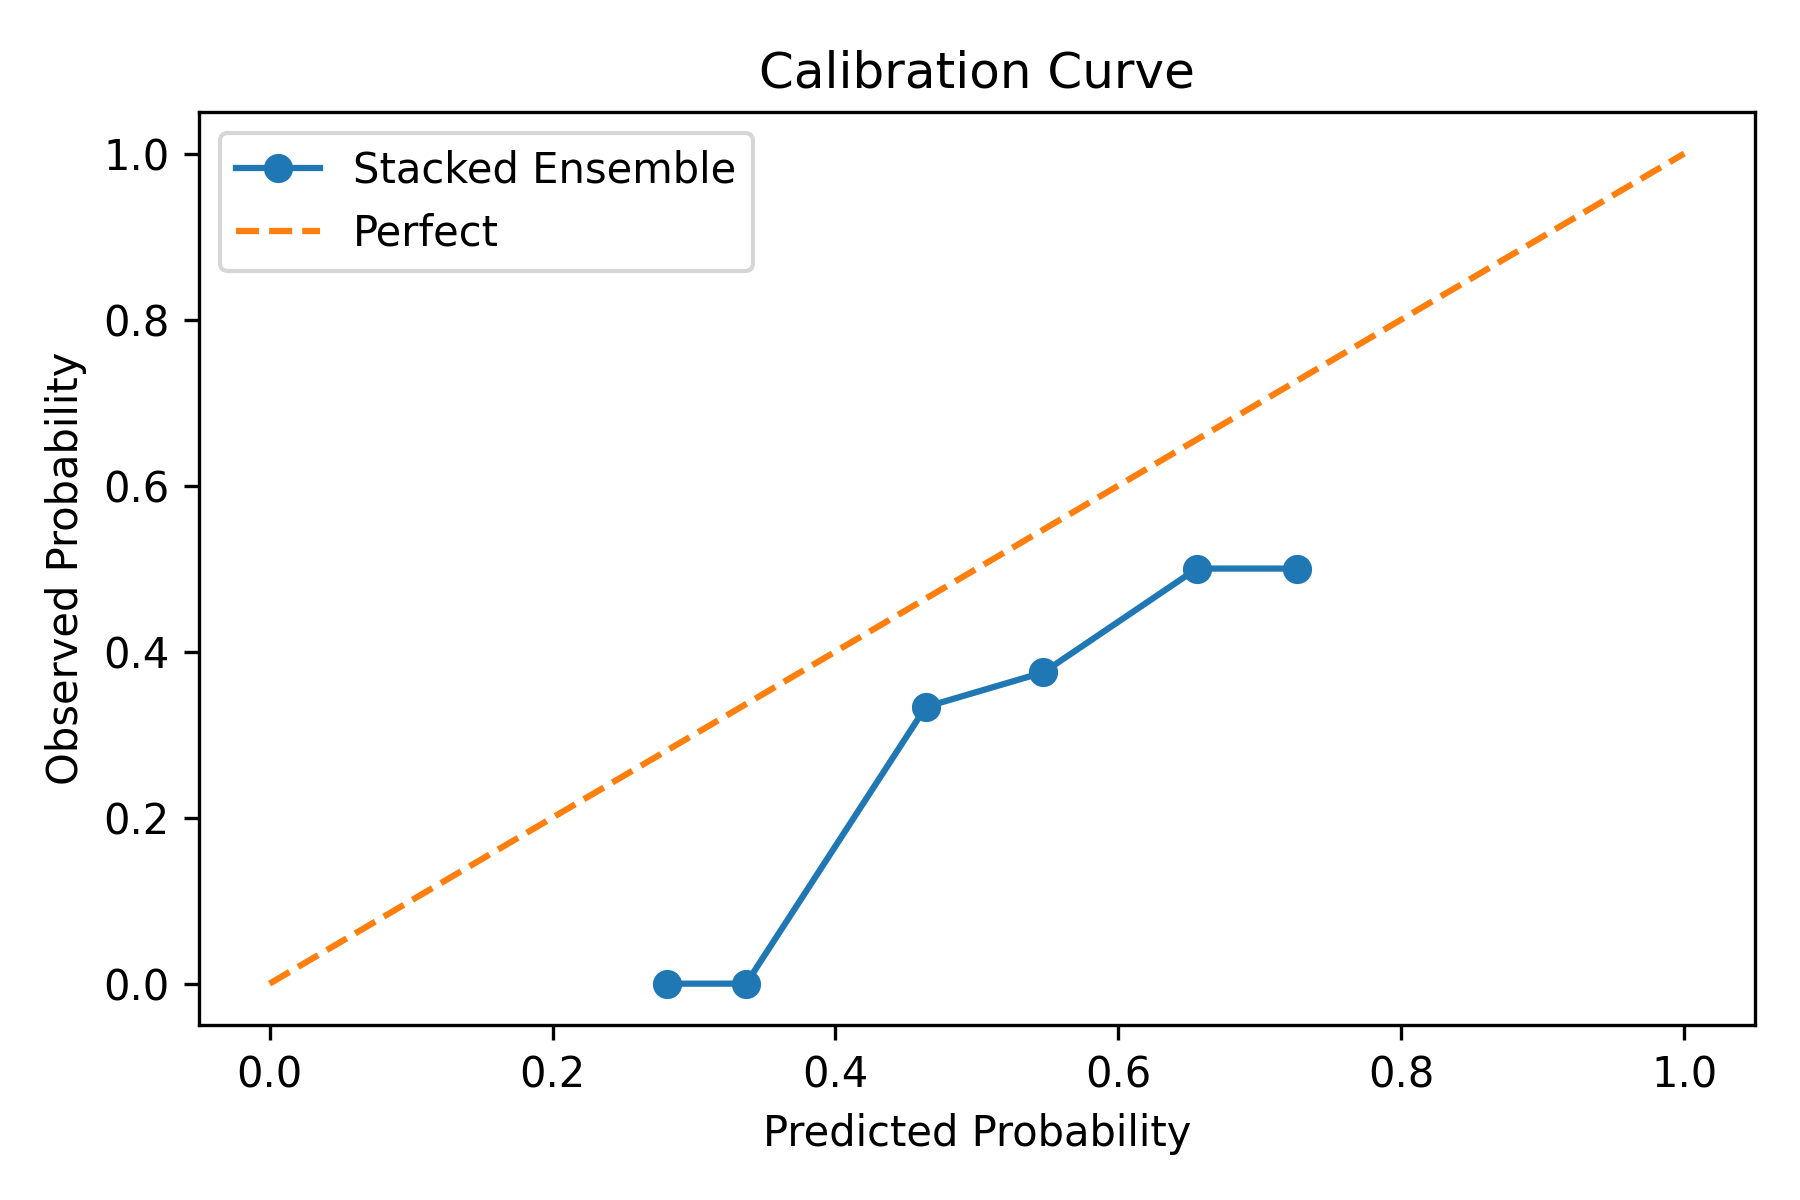 Calibration Curve
Stacked Ensemble
Perfect
1.0
0.8
0.6
0.4
0.2
0.0
Observed Probability
0.0 0.2 0.4 0.6 0.8 1.0
Predicted Probability